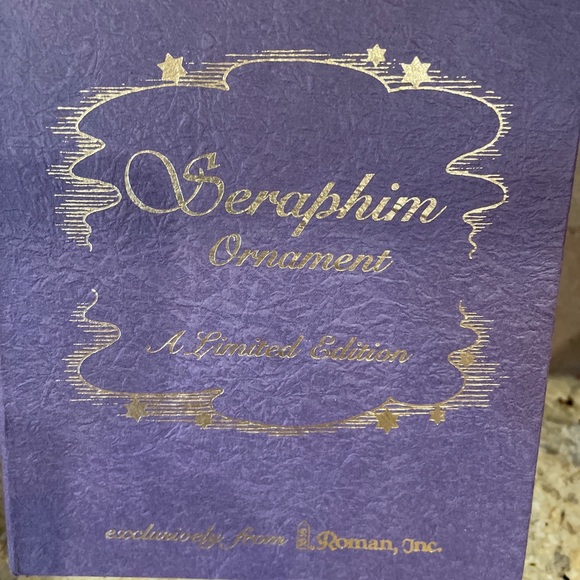 Seraphim
Ornament
A Limited Edition
exclusively from Roman, Inc.